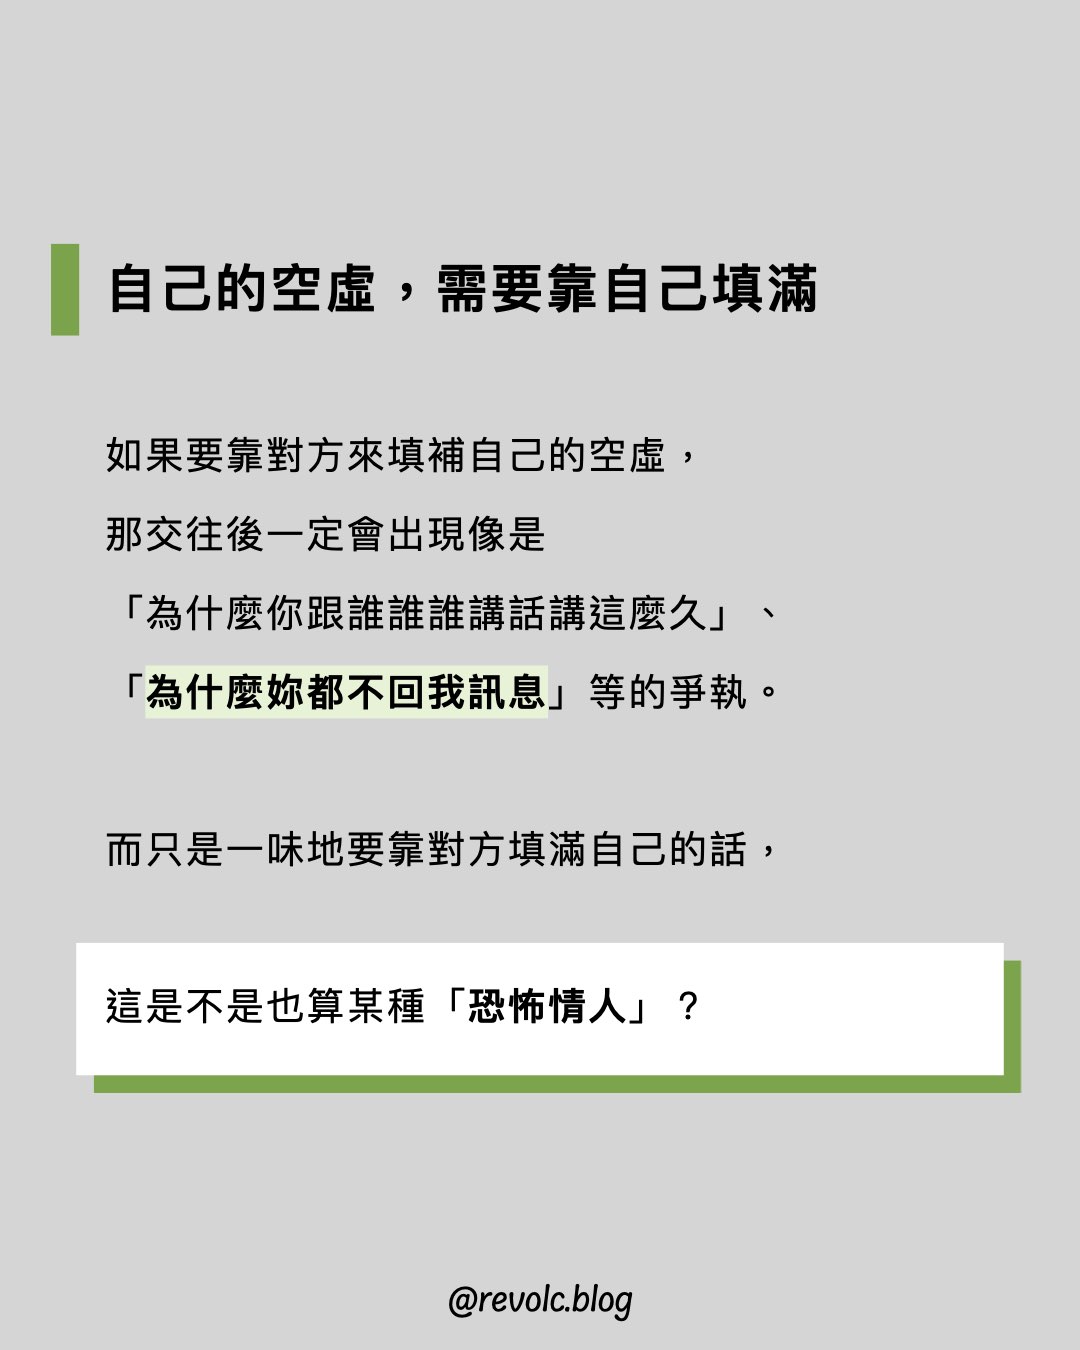 自己的空虛，需要靠自己填滿
如果要靠對方來填補自己的空虛，
那交往後一定會出現像是
「為什麼你跟誰誰誰講話講這麼久」、
「為什麼妳都不回我訊息」等的爭執。
而只是一味地要靠對方填滿自己的話，
這是不是也算某種「恐怖情人」？
@revolc.blog